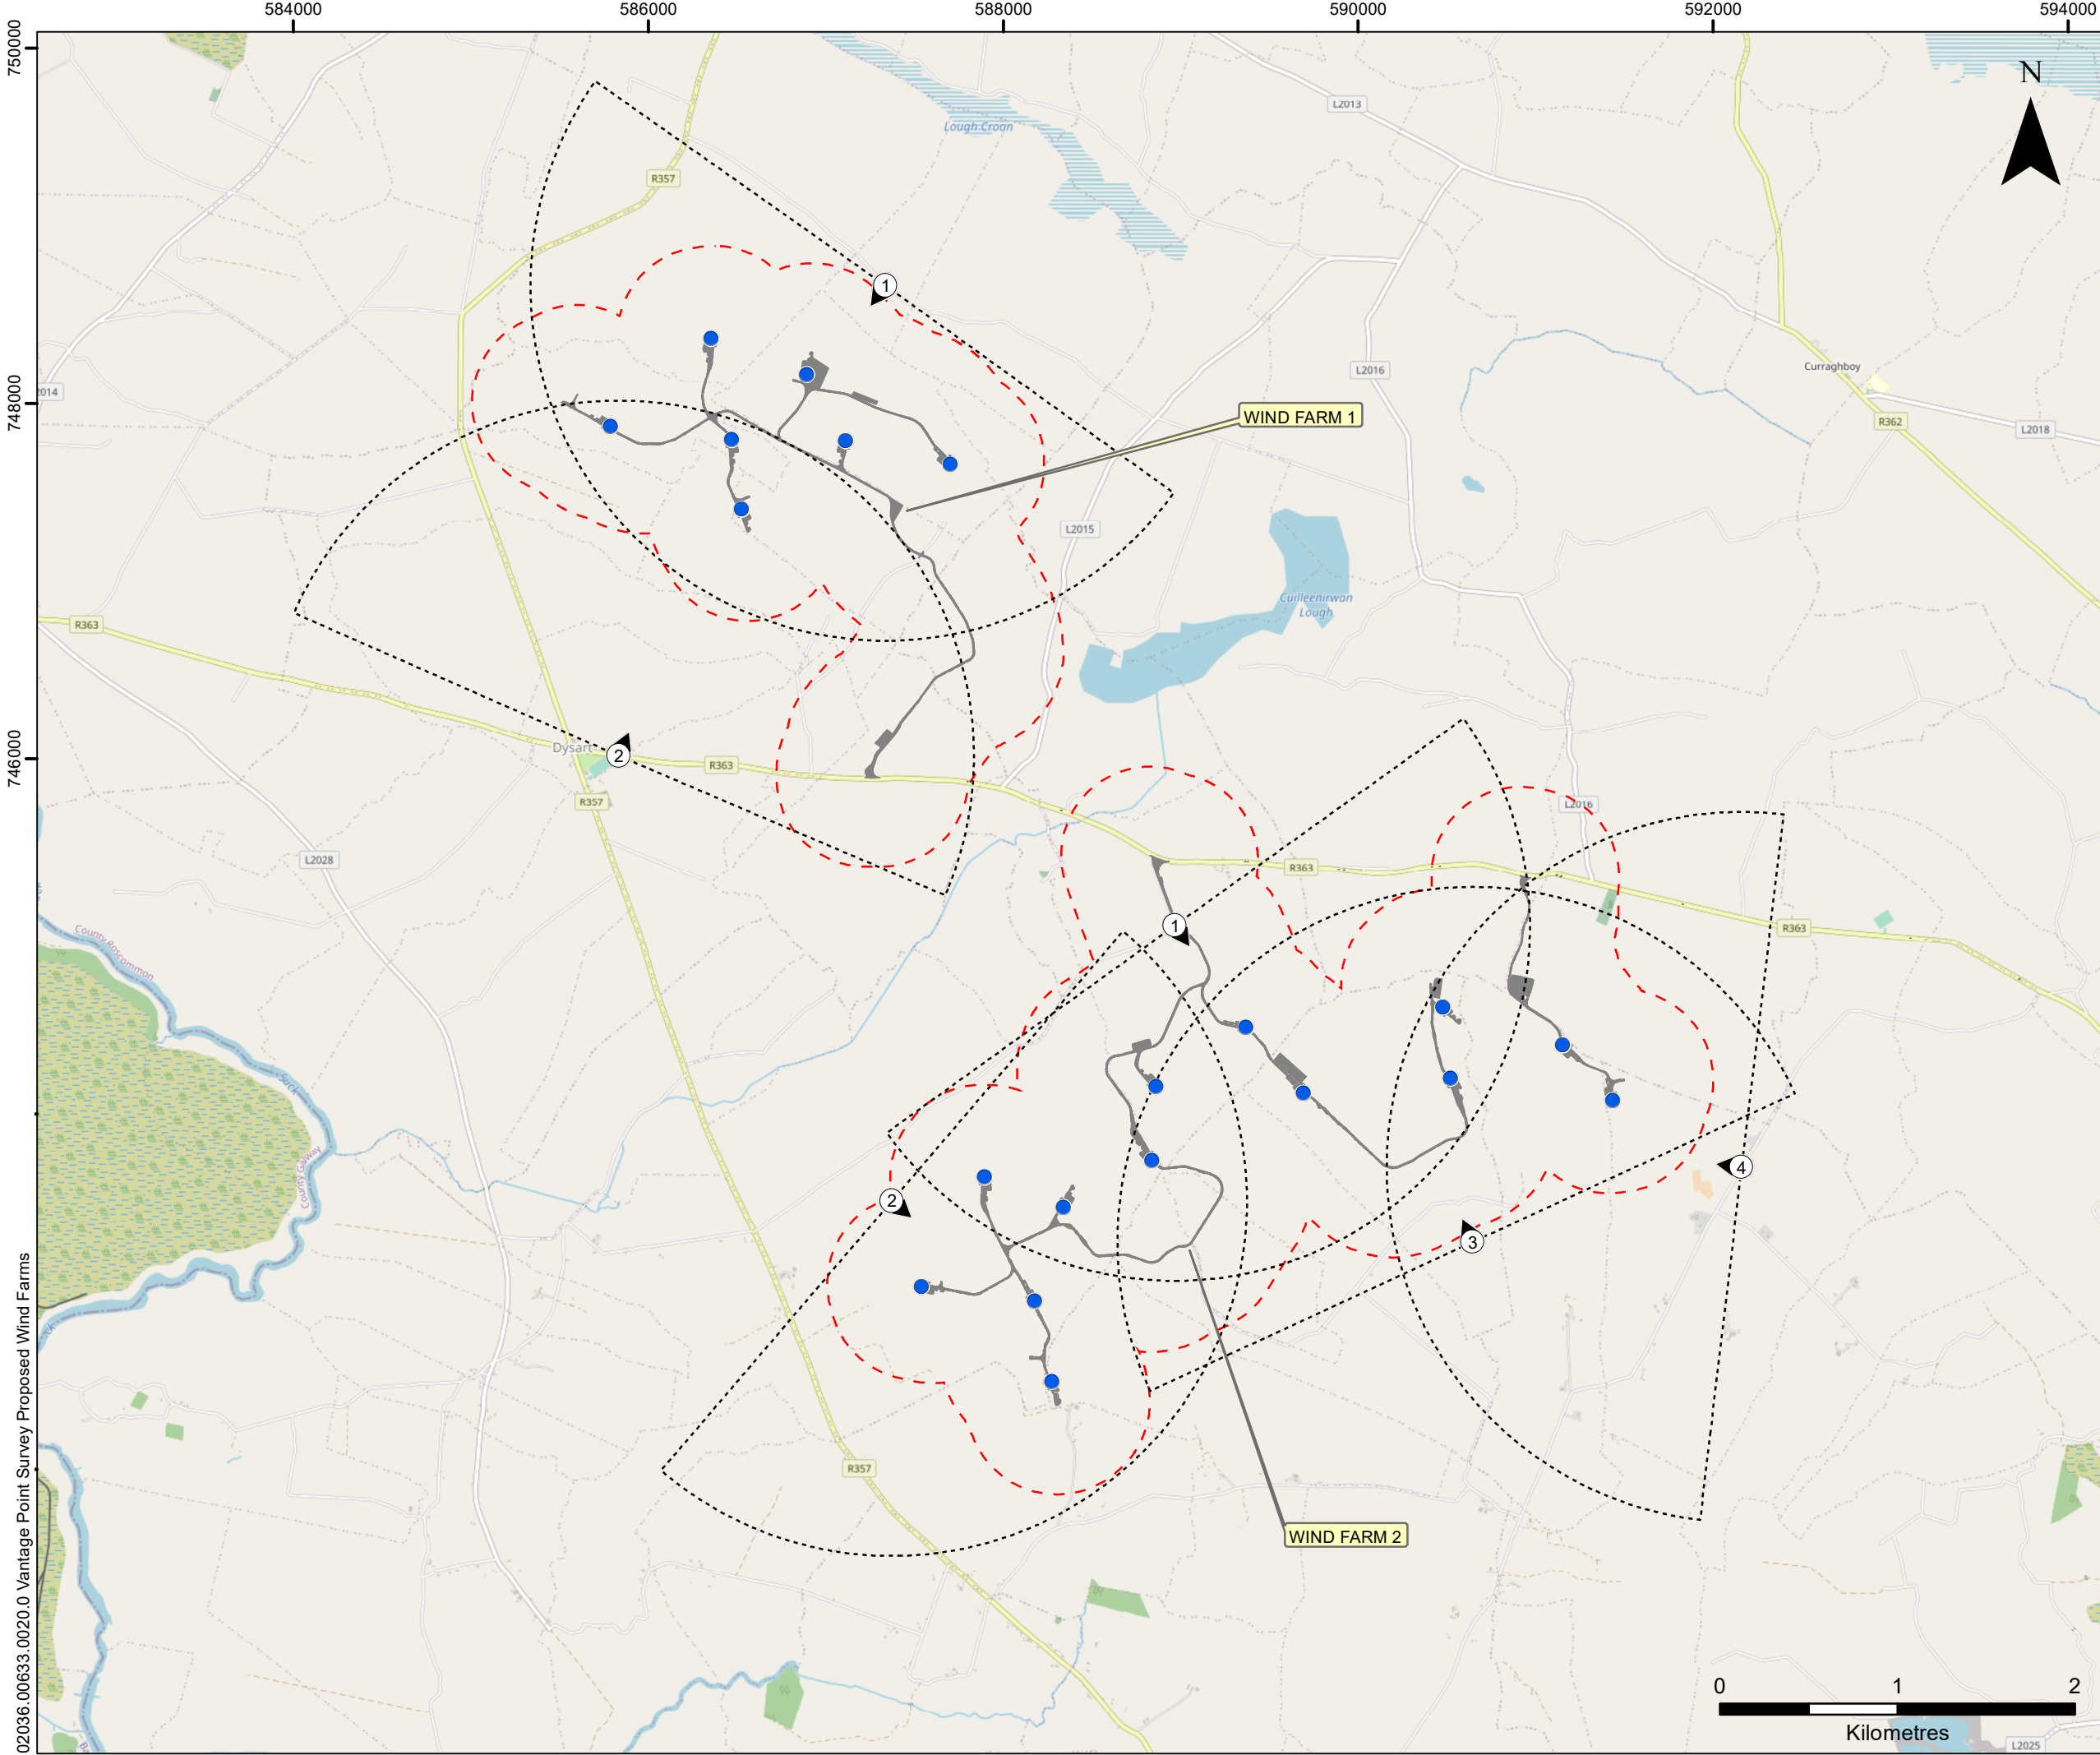 584000
586000
588000
590000
592000
594000
750000
748000
746000
02036.00633.0020.0 Vantage Point Survey Proposed Wind Farms
N
L2013
Lough Croan
R357
1
Curraghboy
L2016
2014
WIND FARM 1
R362
L2018
L2015
Cuilleenirwan
Lough
R363
Dysart
2
R363
R357
L2016
L2028
R363
1
R363
County Roscommon
Suck
County Galway
4
2
3
R357
WIND FARM 2
0
1
2
Kilometres
L2025